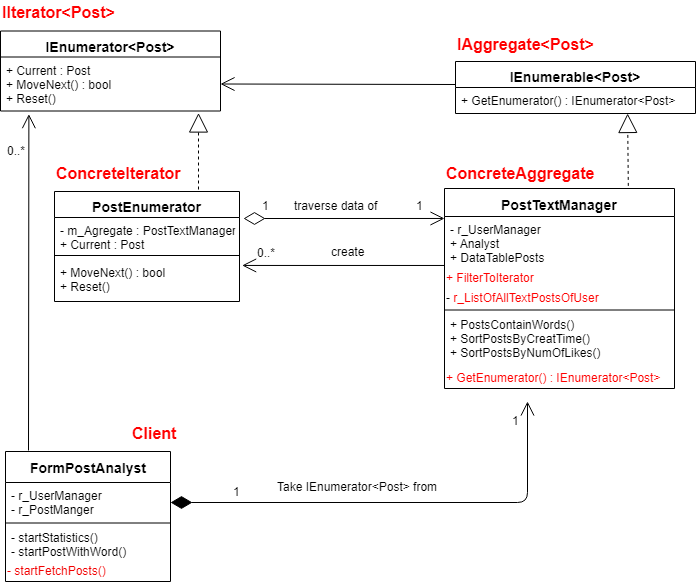 IIterator<Post>
IEnumerator<Post>
+ Current : Post
+ MoveNext() : bool
+ Reset()
IAggregate<Post>
IEnumerable<Post>
+ GetEnumerator() : IEnumerator<Post>
0..*
ConcreteIterator
PostEnumerator
- m_Agregate : PostTextManager
+ Current : Post
+ MoveNext() : bool
+ Reset()
1
traverse data of
1
0..*
create
ConcreteAggregate
PostTextManager
- r_UserManager
+ Analyst
+ DataTablePosts
+ FilterToIterator
- r_ListOfAllTextPostsOfUser
+ PostsContainWords()
+ SortPostsByCreatTime()
+ SortPostsByNumOfLikes()
+ GetEnumerator() : IEnumerator<Post>
Client
FormPostAnalyst
- r_UserManager
- r_PostManger
- startStatistics()
- startPostWithWord()
- startFetchPosts()
1
Take IEnumerator<Post> from
1